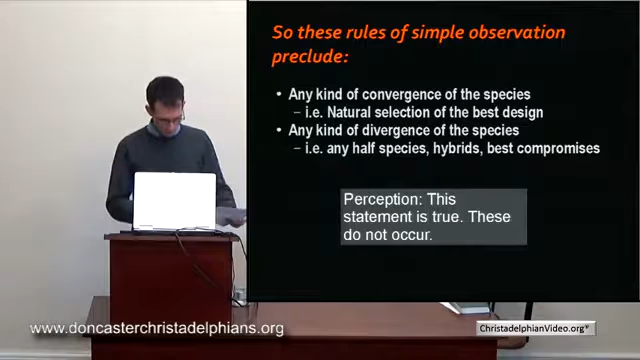 So these rules of simple observation
preclude:
• Any kind of convergence of the species
– i.e. Natural selection of the best design
• Any kind of divergence of the species
– i.e. any half species, hybrids, best compromises
Perception: This
statement is true. These
do not occur.
www.doncasterchristadelphians.org
ChristadelphianVideo.org*